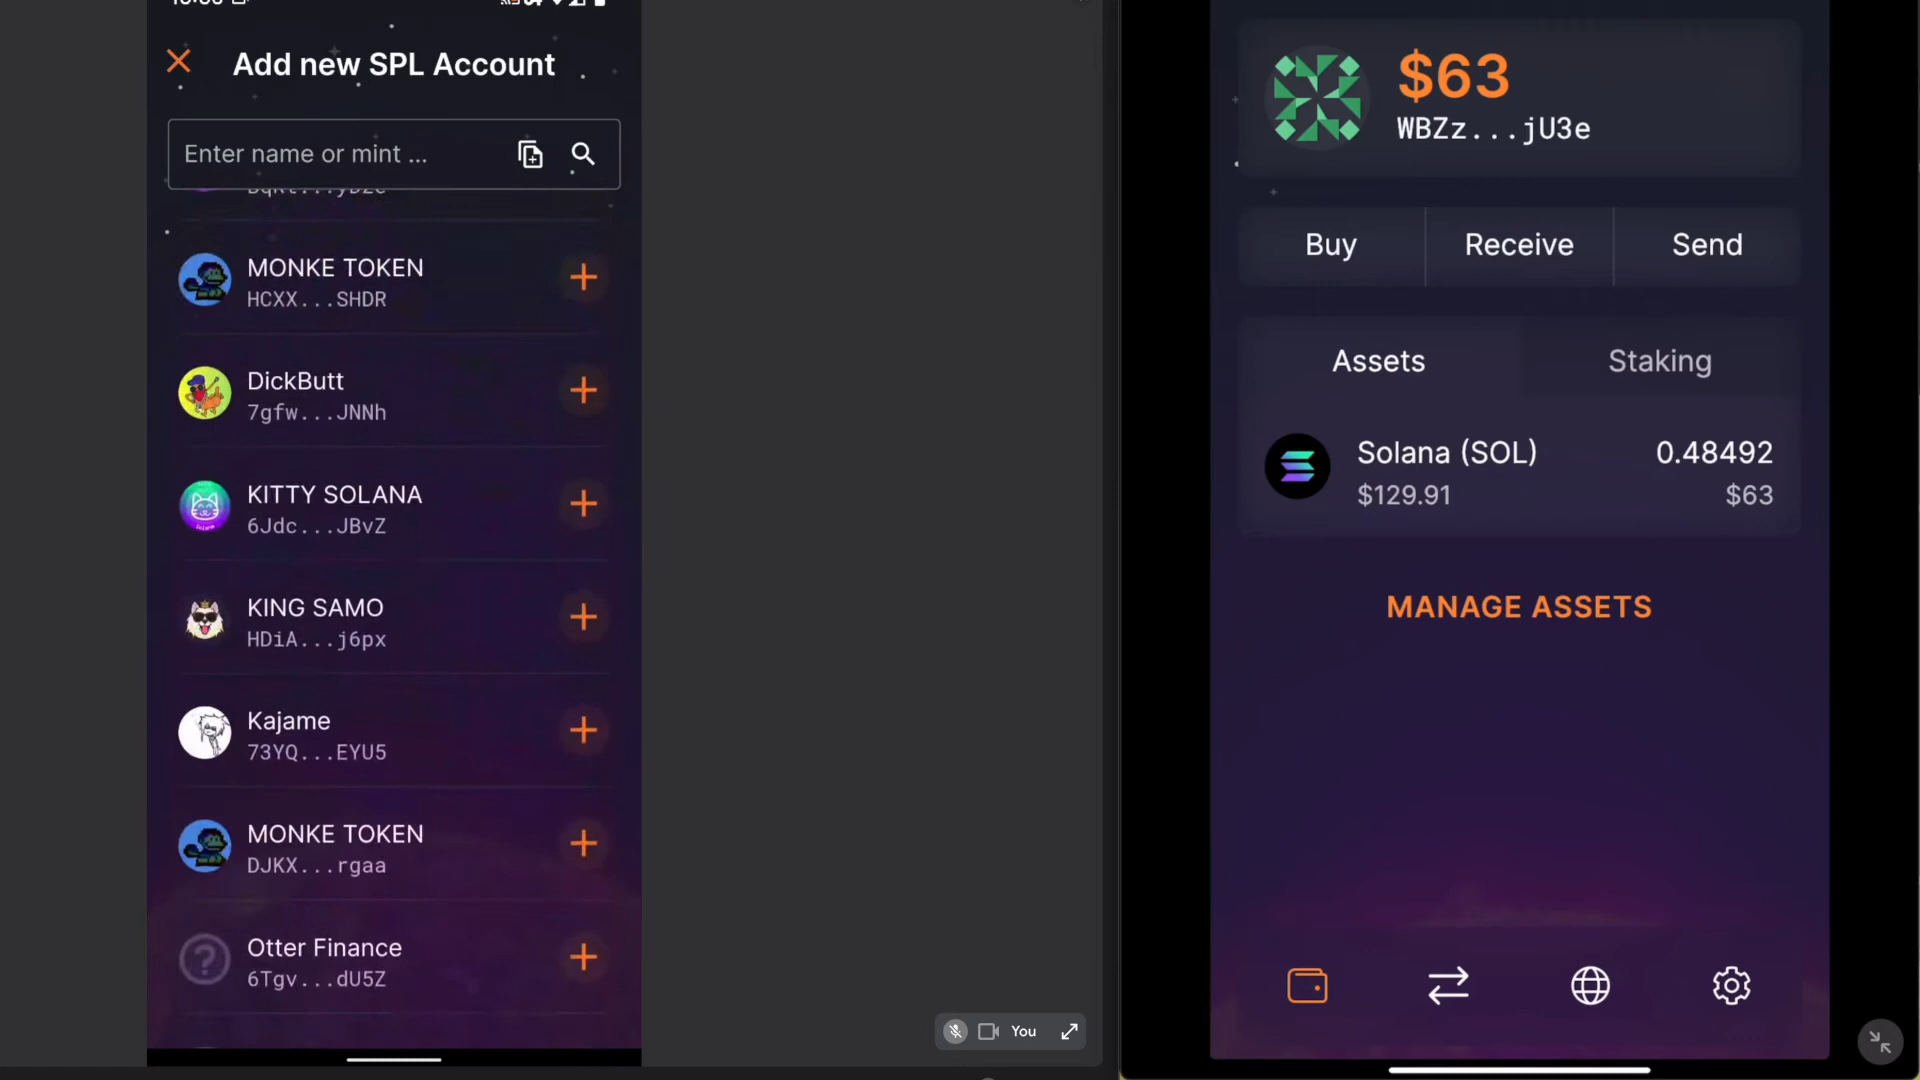 Add new SPL Account
Enter name or mint ...
MONKE TOKEN
HCXX...SHDR
DickButt
7gfw...JNNh
KITTY SOLANA
6Jdc...JBvZ
KING SAMO
HDiA...j6px
Kajame
73YQ...EYU5
MONKE TOKEN
DJKX...rgaa
Otter Finance
6Tgv...dU5Z
You
$63
WBZz...jU3e
Buy
Receive
Send
Assets
Staking
Solana (SOL)
0.48492
$129.91
$63
MANAGE ASSETS